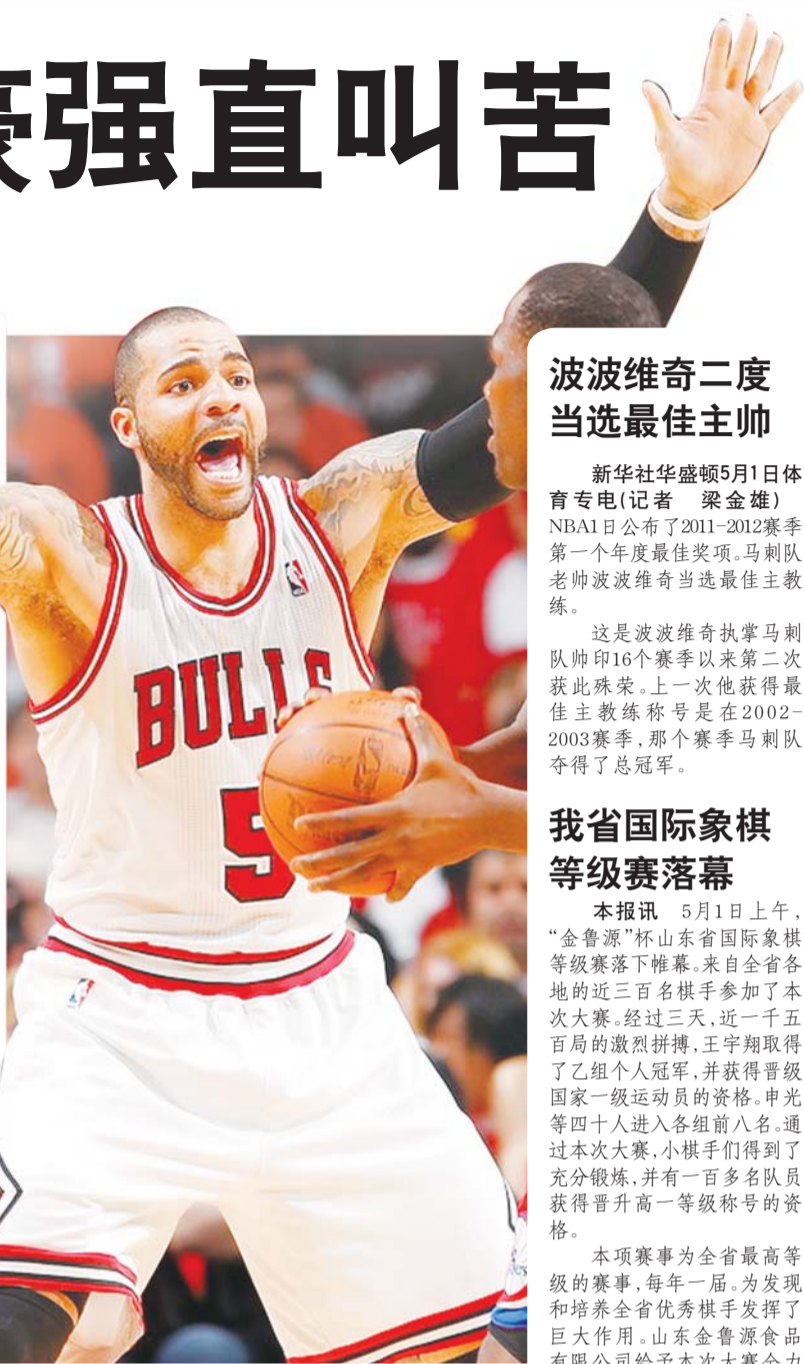 豪强直叫苦
BULLS
5
波波维奇二度
当选最佳主帅
新华社华盛顿5月1日体
育专电(记者 梁金雄)
NBA1日公布了2011-2012赛季
第一个年度最佳奖项。马刺队
老帅波波维奇当选最佳主教
练。
这是波波维奇执掌马刺
队帅印16个赛季以来第二次
获此殊荣。上一次他获得最
佳主教练称号是在2002-
2003赛季,那个赛季马刺队
夺得了总冠军。
我省国际象棋
等级赛落幕
本报讯 5月1日上午,
“金鲁源”杯山东省国际象棋
等级赛落下帷幕。来自全省各
地的近三百名棋手参加了本
次大赛。经过三天,近一千五
百局的激烈拼搏,王宇翔取得
了乙组个人冠军,并获得晋级
国家一级运动员的资格。申光
等四十人进入各组前八名。通
过本次大赛,小棋手们得到了
充分锻炼,并有一百多名队员
获得晋升高一等级称号的资
格。
本项赛事为全省最高等
级的赛事,每年一届。为发现
和培养全省优秀棋手发挥了
巨大作用。山东金鲁源食品
有限公司给予本次大赛全力